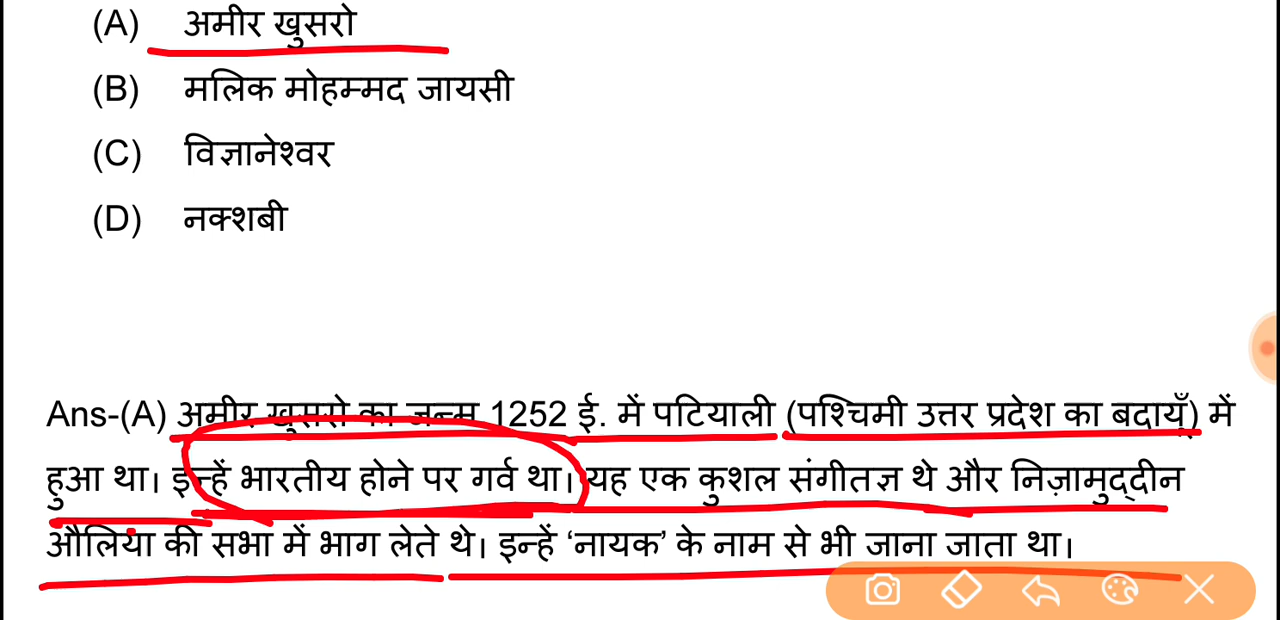 (A) अमीर खुसरो
(B) मलिक मोहम्मद जायसी
(C) विज्ञानेश्वर
(D) नक्शबी
Ans-(A) अमीर खुसरो का जन्म 1252 ई. में पटियाली (पश्चिमी उत्तर प्रदेश का बदायूँ) में
हुआ था। इन्हें भारतीय होने पर गर्व था। यह एक कुशल संगीतज्ञ थे और निज़ामुद्दीन
औलिया की सभा में भाग लेते थे। इन्हें ‘नायक’ के नाम से भी जाना जाता था।